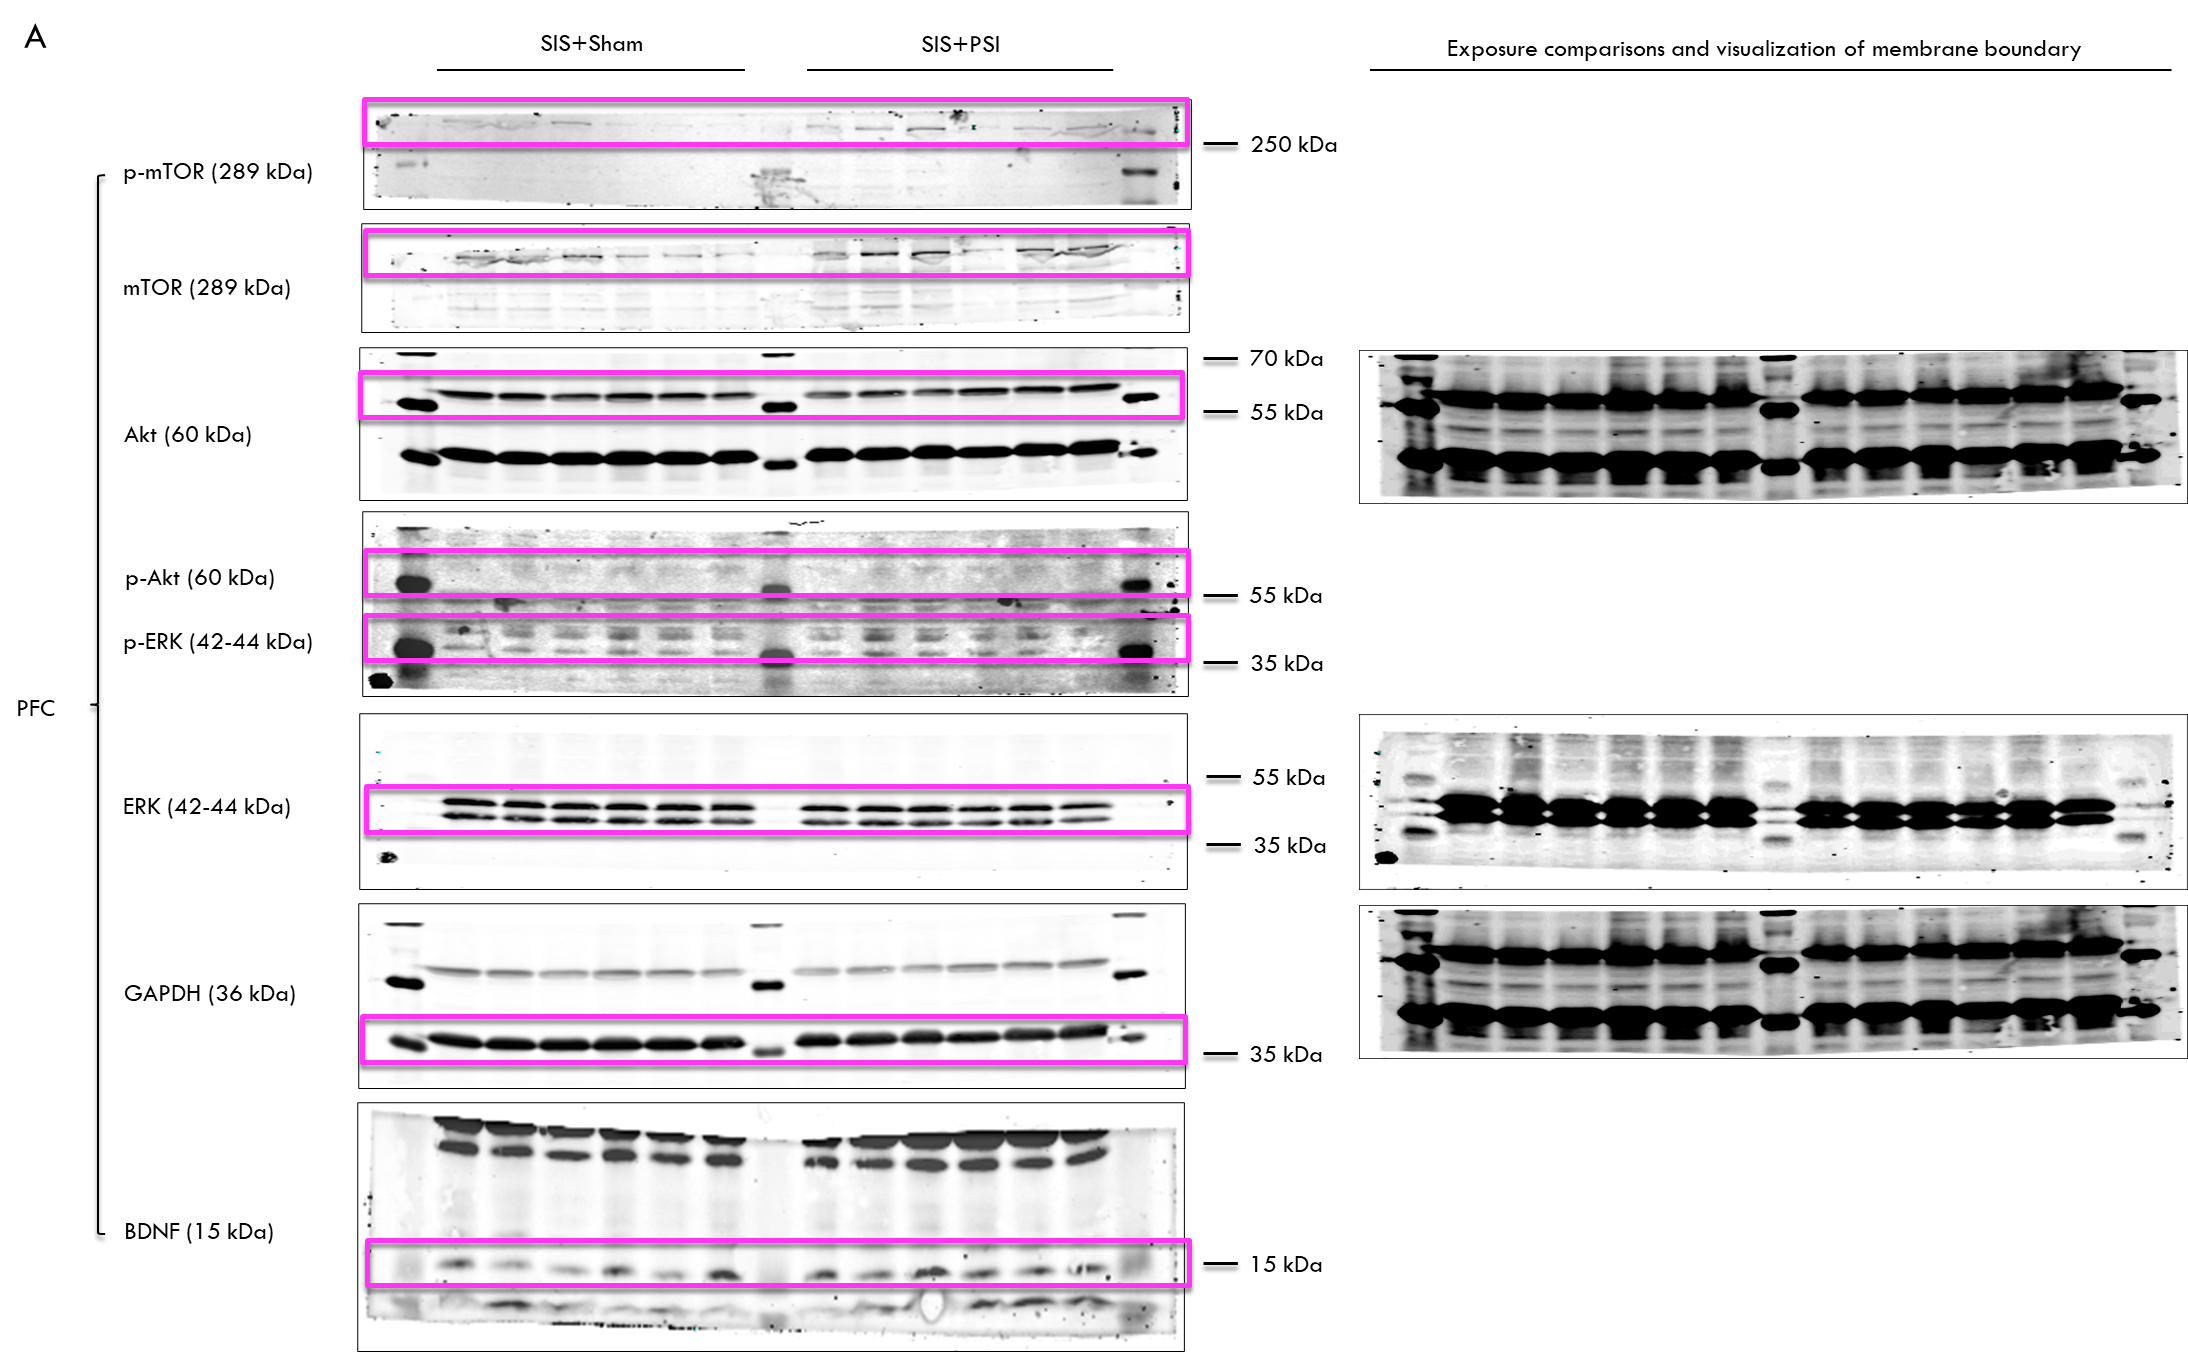 A
SIS+Sham
SIS+PSI
Exposure comparisons and visualization of membrane boundary
250 kDa
p-mTOR (289 kDa)
mTOR (289 kDa)
70 kDa
55 kDa
Akt (60 kDa)
p-Akt (60 kDa)
55 kDa
p-ERK (42-44 kDa)
35 kDa
PFC
55 kDa
ERK (42-44 kDa)
35 kDa
GAPDH (36 kDa)
35 kDa
BDNF (15 kDa)
15 kDa